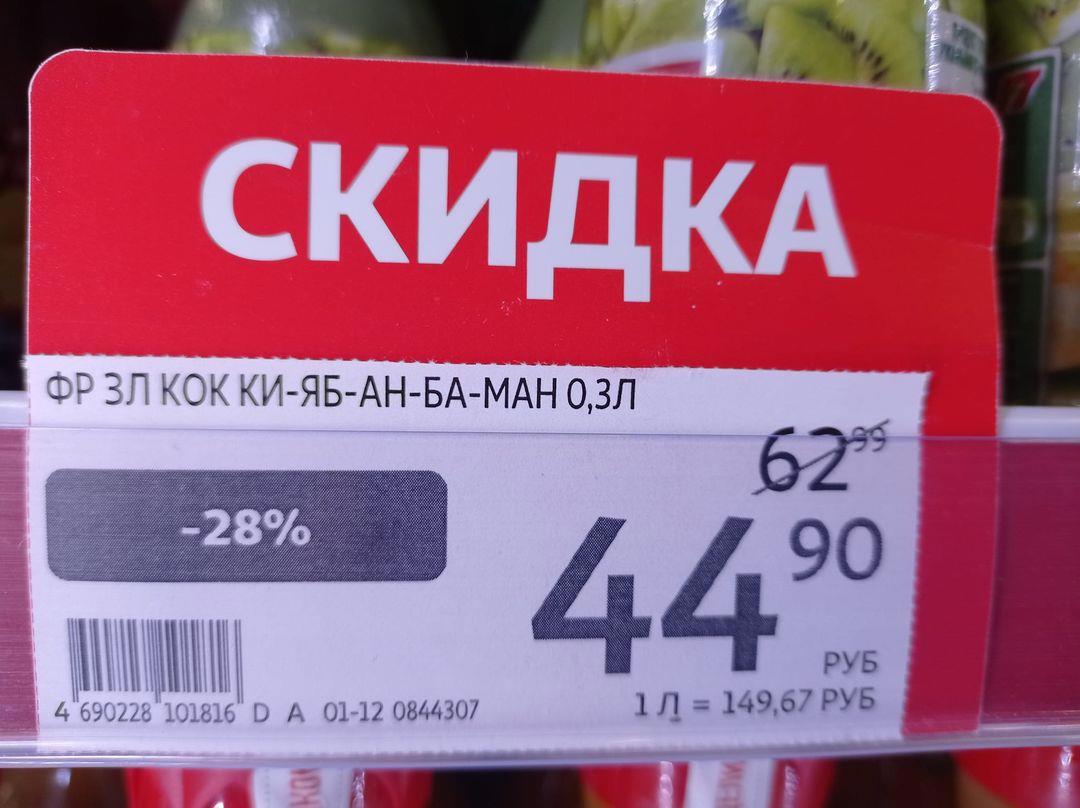 СКИДКА
ФР ЗЛ КОК КИ-ЯБ-АН-БА-МАН 0,3Л
62 99
-28%
44 90
РУБ
1 Л = 149,67 РУБ
4 690228 101816 D A 01-12 0844307